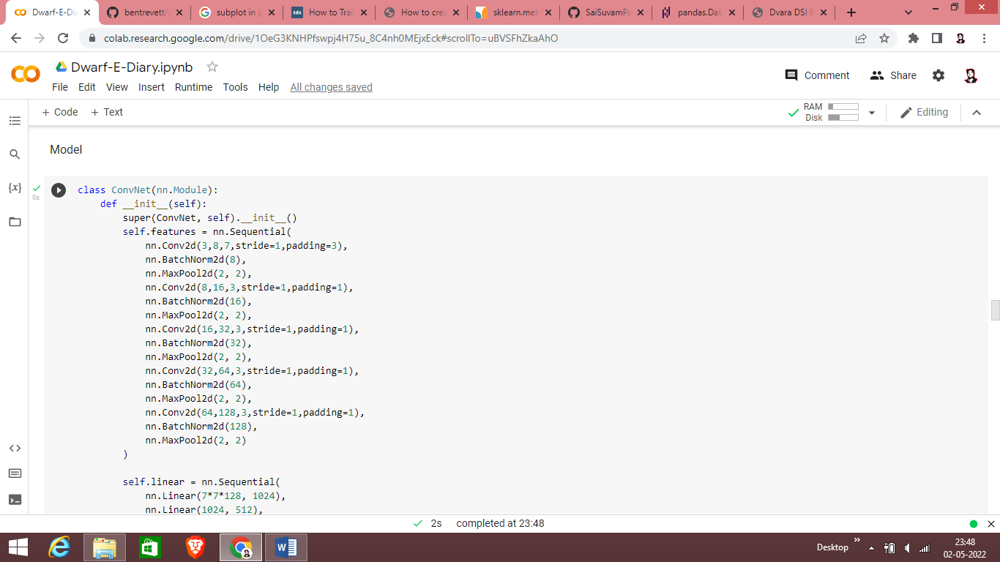 Dwarf-E-Dia
bentrevett/
subplot in p
tds
How to Trai
How to crea
sklearn.met
SaiSuvamPa
pandas.Dat
Dvara DSI P
colab.research.google.com/drive/1OeG3KNHPfswpj4H75u_8C4nh0MEjxEck#scrollTo=uBVSFhZkaAhO
Dwarf-E-Diary.ipynb
Comment
Share
File Edit View Insert Runtime Tools Help All changes saved
+ Code + Text
RAM
Disk
Editing
Model
{x}
0s
class ConvNet(nn.Module):
    def __init__(self):
        super(ConvNet, self).__init__()
        self.features = nn.Sequential(
            nn.Conv2d(3,8,7,stride=1,padding=3),
            nn.BatchNorm2d(8),
            nn.MaxPool2d(2, 2),
            nn.Conv2d(8,16,3,stride=1,padding=1),
            nn.BatchNorm2d(16),
            nn.MaxPool2d(2, 2),
            nn.Conv2d(16,32,3,stride=1,padding=1),
            nn.BatchNorm2d(32),
            nn.MaxPool2d(2, 2),
            nn.Conv2d(32,64,3,stride=1,padding=1),
            nn.BatchNorm2d(64),
            nn.MaxPool2d(2, 2),
            nn.Conv2d(64,128,3,stride=1,padding=1),
            nn.BatchNorm2d(128),
            nn.MaxPool2d(2, 2)
        )
        self.linear = nn.Sequential(
            nn.Linear(7*7*128, 1024),
            nn.Linear(1024, 512),
2s completed at 23:48
Desktop
23:48
02-05-2022